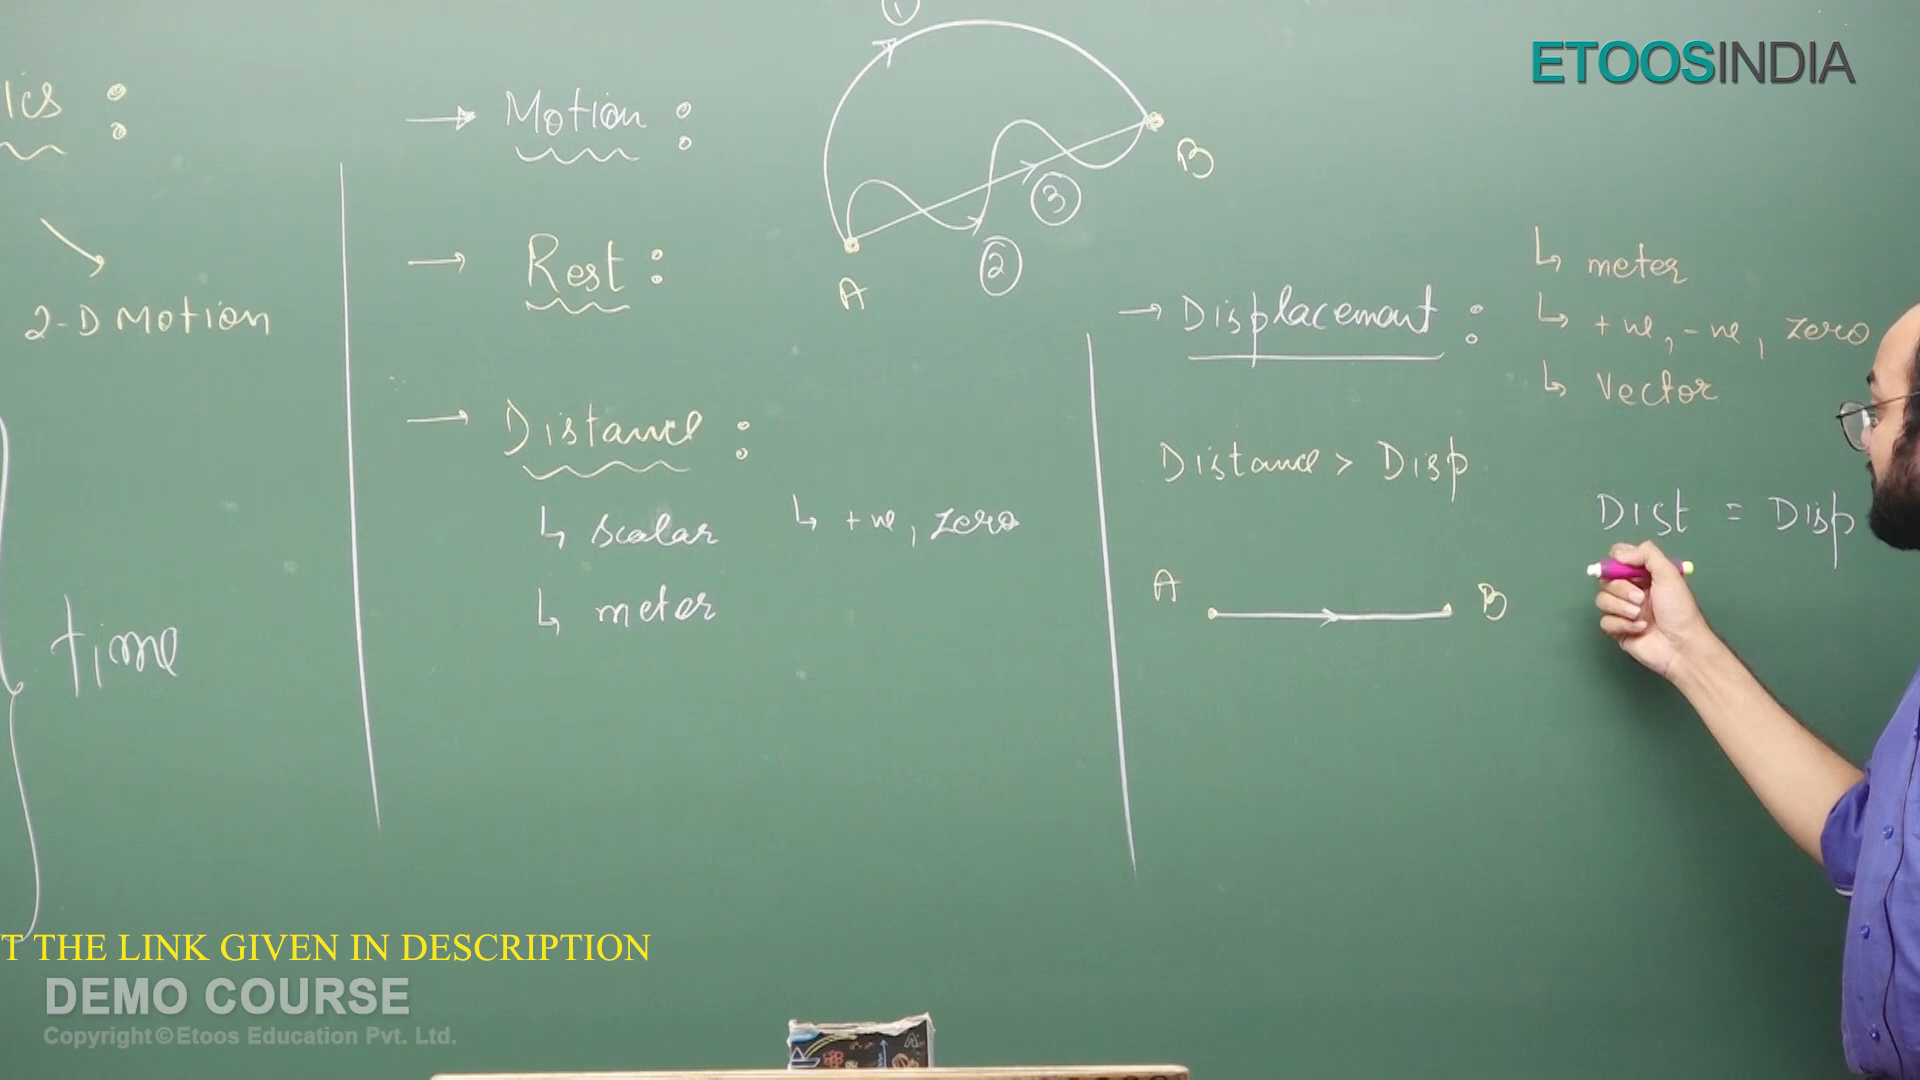 ETOOSINDIA
ics :
2-D Motion
time
→ Motion :
→ Rest :
→ Distance :
↳ scalar
↳ +ve, zero
↳ meter
1
2
3
A
B
→ Displacement :
↳ meter
↳ +ve, -ve, zero
↳ Vector
Distance > Disp
Dist = Disp
A
B
T THE LINK GIVEN IN DESCRIPTION
DEMO COURSE
Copyright © Etoos Education Pvt. Ltd.